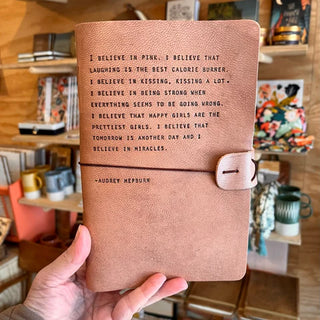 I BELIEVE IN PINK. I BELIEVE THAT
LAUGHING IS THE BEST CALORIE BURNER.
I BELIEVE IN KISSING, KISSING A LOT.
I BELIEVE IN BEING STRONG WHEN
EVERYTHING SEEMS TO BE GOING WRONG.
I BELIEVE THAT HAPPY GIRLS ARE THE
PRETTIEST GIRLS. I BELIEVE THAT
TOMORROW IS ANOTHER DAY AND I
BELIEVE IN MIRACLES.
-AUDREY HEPBURN